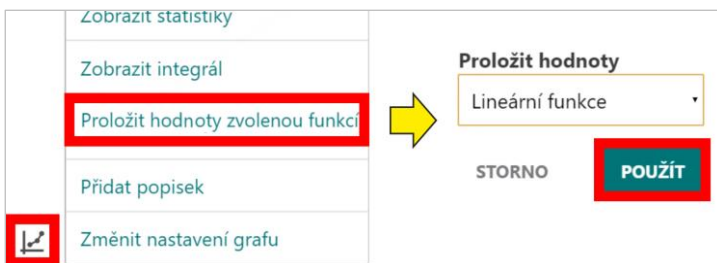 Zobrazit statistiky
Zobrazit integrál
Proložit hodnoty zvolenou funkcí
Přidat popisek
Změnit nastavení grafu
Proložit hodnoty
Lineární funkce
STORNO POUŽÍT